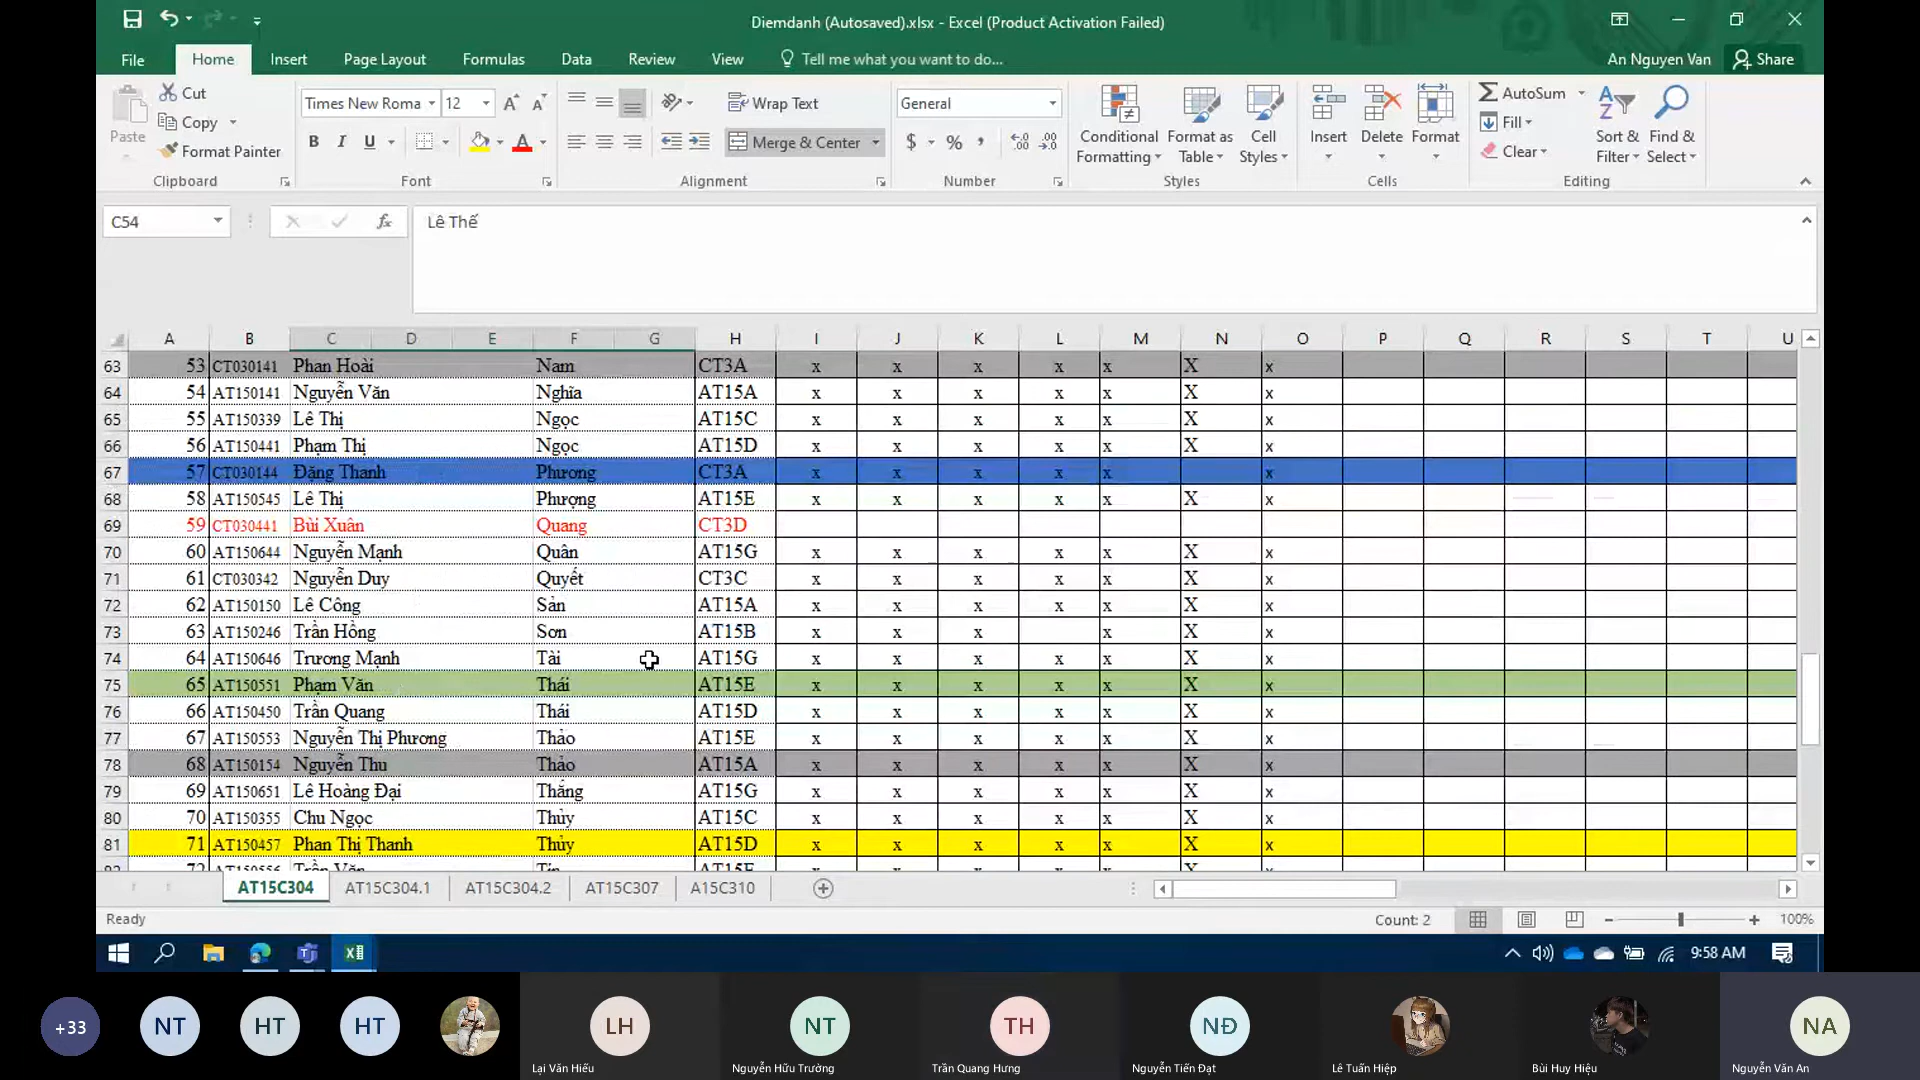 Diemdanh (Autosaved).xlsx - Excel (Product Activation Failed)
File Home Insert Page Layout Formulas Data Review View Tell me what you want to do... An Nguyen Van Share
Paste Cut Copy Format Painter Clipboard
Times New Roma 12 B I U Font
Wrap Text Merge & Center Alignment
General $ % , Number
Conditional Formatting Format as Table Cell Styles Styles
Insert Delete Format Cells
AutoSum Fill Clear Sort & Filter Find & Select Editing
C54 fx Lê Thế
A B C D E F G H I J K L M N O P Q R S T U
63 53 CT030141 Phan Hoài Nam CT3A x x x x x X x
64 54 AT150141 Nguyễn Văn Nghĩa AT15A x x x x x X x
65 55 AT150339 Lê Thị Ngọc AT15C x x x x x X x
66 56 AT150441 Phạm Thị Ngọc AT15D x x x x x X x
67 57 CT030144 Đặng Thanh Phương CT3A x x x x x x
68 58 AT150545 Lê Thị Phượng AT15E x x x x x X x
69 59 CT030441 Bùi Xuân Quang CT3D
70 60 AT150644 Nguyễn Mạnh Quân AT15G x x x x x X x
71 61 CT030342 Nguyễn Duy Quyết CT3C x x x x x X x
72 62 AT150150 Lê Công Sản AT15A x x x x x X x
73 63 AT150246 Trần Hồng Sơn AT15B x x x x x X x
74 64 AT150646 Trương Mạnh Tài AT15G x x x x x X x
75 65 AT150551 Phạm Văn Thái AT15E x x x x x X x
76 66 AT150450 Trần Quang Thái AT15D x x x x x X x
77 67 AT150553 Nguyễn Thị Phương Thảo AT15E x x x x x X x
78 68 AT150154 Nguyễn Thu Thảo AT15A x x x x x X x
79 69 AT150651 Lê Hoàng Đại Thắng AT15G x x x x x X x
80 70 AT150355 Chu Ngọc Thủy AT15C x x x x x X x
81 71 AT150457 Phan Thị Thanh Thủy AT15D x x x x x X x
AT15C304 AT15C304.1 AT15C304.2 AT15C307 A15C310
Ready Count: 2 100%
9:58 AM
+33 NT HT HT LH NT TH NĐ NA
Lại Văn Hiếu Nguyễn Hữu Trưởng Trần Quang Hưng Nguyễn Tiến Đạt Lê Tuấn Hiệp Bùi Huy Hiệu Nguyễn Văn An